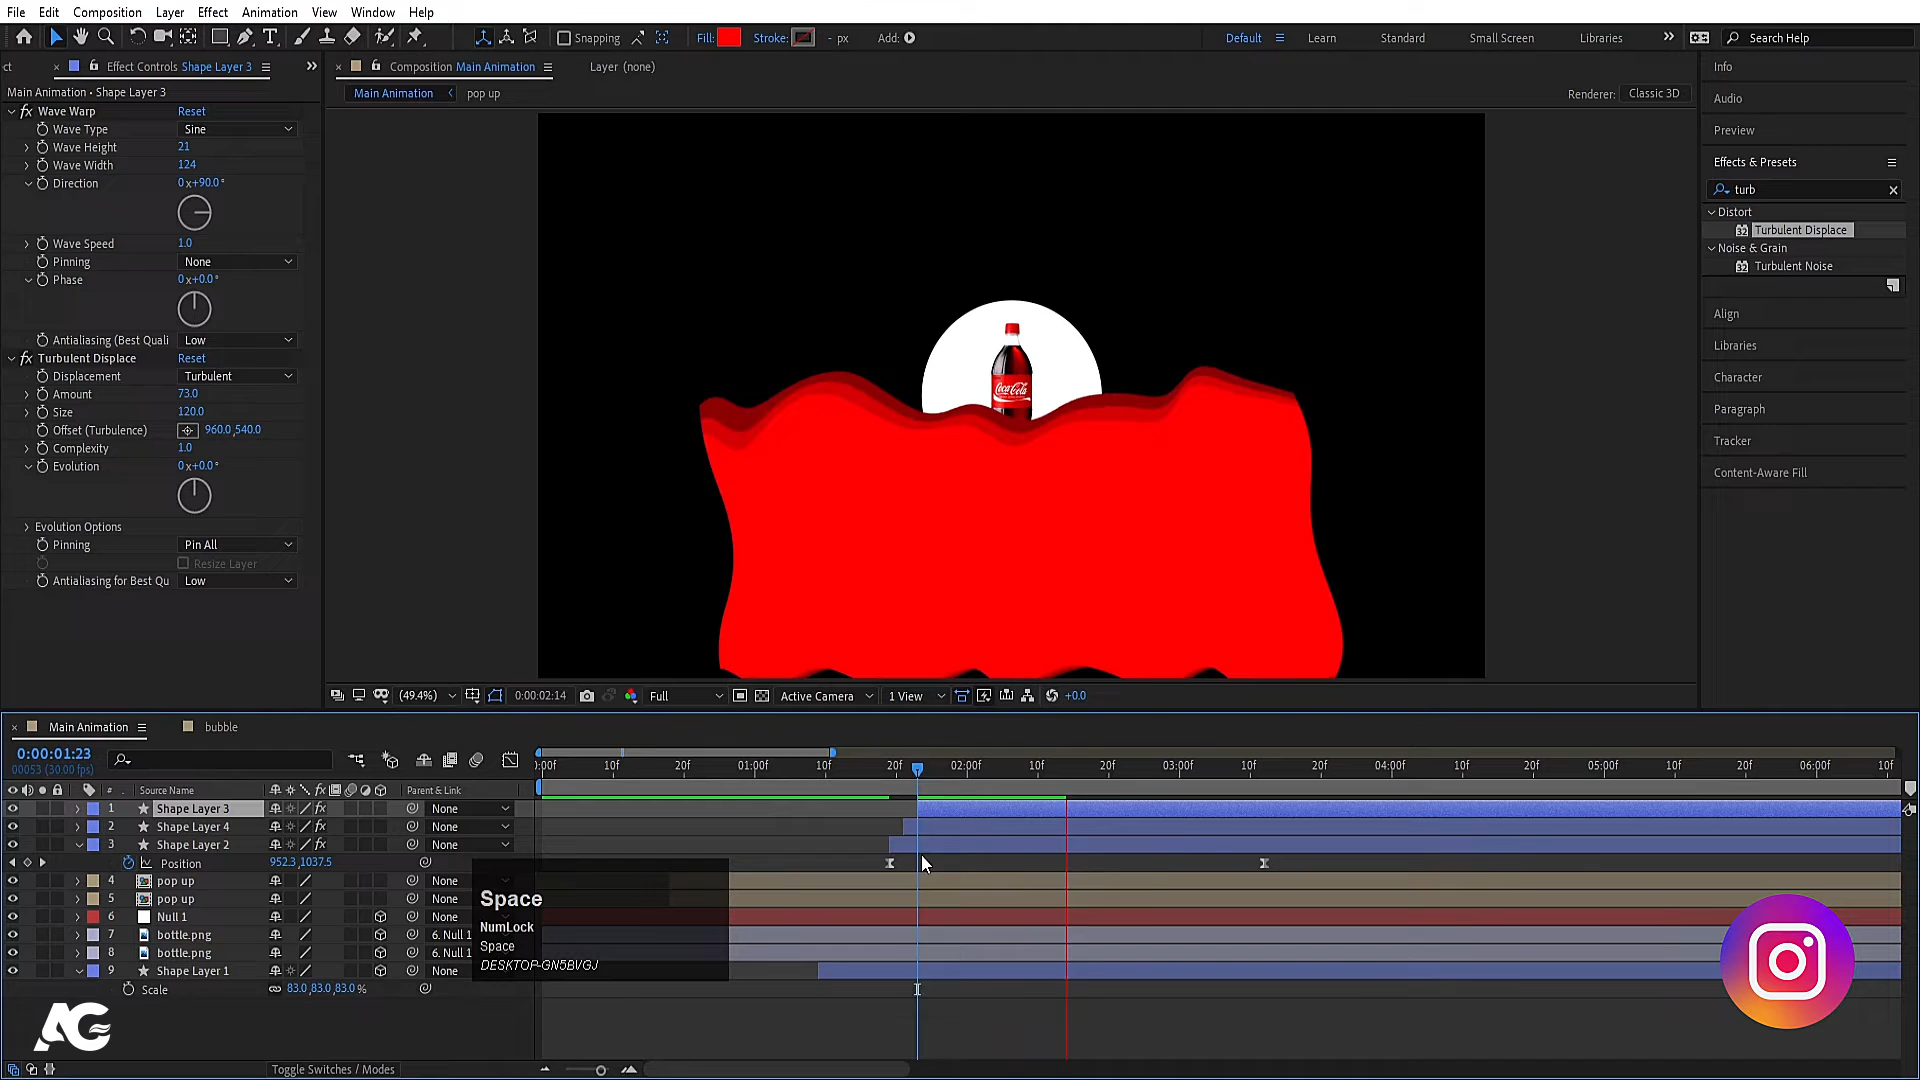 File Edit Composition Layer Effect Animation View Window Help
Snapping Fill: Stroke: - px Add: Default Learn Standard Small Screen Libraries Search Help
ct × Effect Controls Shape Layer 3
Main Animation • Shape Layer 3
fx Wave Warp Reset
Wave Type Sine
Wave Height 21
Wave Width 124
Direction 0x+90.0°
Wave Speed 1.0
Pinning None
Phase 0x+0.0°
Antialiasing (Best Quali Low
fx Turbulent Displace Reset
Displacement Turbulent
Amount 73.0
Size 120.0
Offset (Turbulence) 960.0,540.0
Complexity 1.0
Evolution 0x+0.0°
Evolution Options
Pinning Pin All
Resize Layer
Antialiasing for Best Qu Low
× Composition Main Animation Layer (none)
Main Animation pop up Renderer: Classic 3D
Coca-Cola
(49.4%) 0:00:02:14 Full Active Camera 1 View +0.0
Info
Audio
Preview
Effects & Presets
turb
Distort
32 Turbulent Displace
Noise & Grain
32 Turbulent Noise
Align
Libraries
Character
Paragraph
Tracker
Content-Aware Fill
× Main Animation bubble
0:00:01:23
00053 (30.00 fps)
:00f 10f 20f 01:00f 10f 20f 02:00f 10f 20f 03:00f 10f 20f 04:00f 10f 20f 05:00f 10f 20f 06:00f 10f
# Source Name fx Parent & Link
1 Shape Layer 3 fx None
2 Shape Layer 4 fx None
3 Shape Layer 2 fx None
Position 952.3,1037.5
4 pop up None
5 pop up None
6 Null 1 None
7 bottle.png 6. Null 1
8 bottle.png 6. Null 1
9 Shape Layer 1 None
Scale 83.0,83.0,83.0%
Space
NumLock
Space
DESKTOP-GN5BVGJ
AG
Toggle Switches / Modes